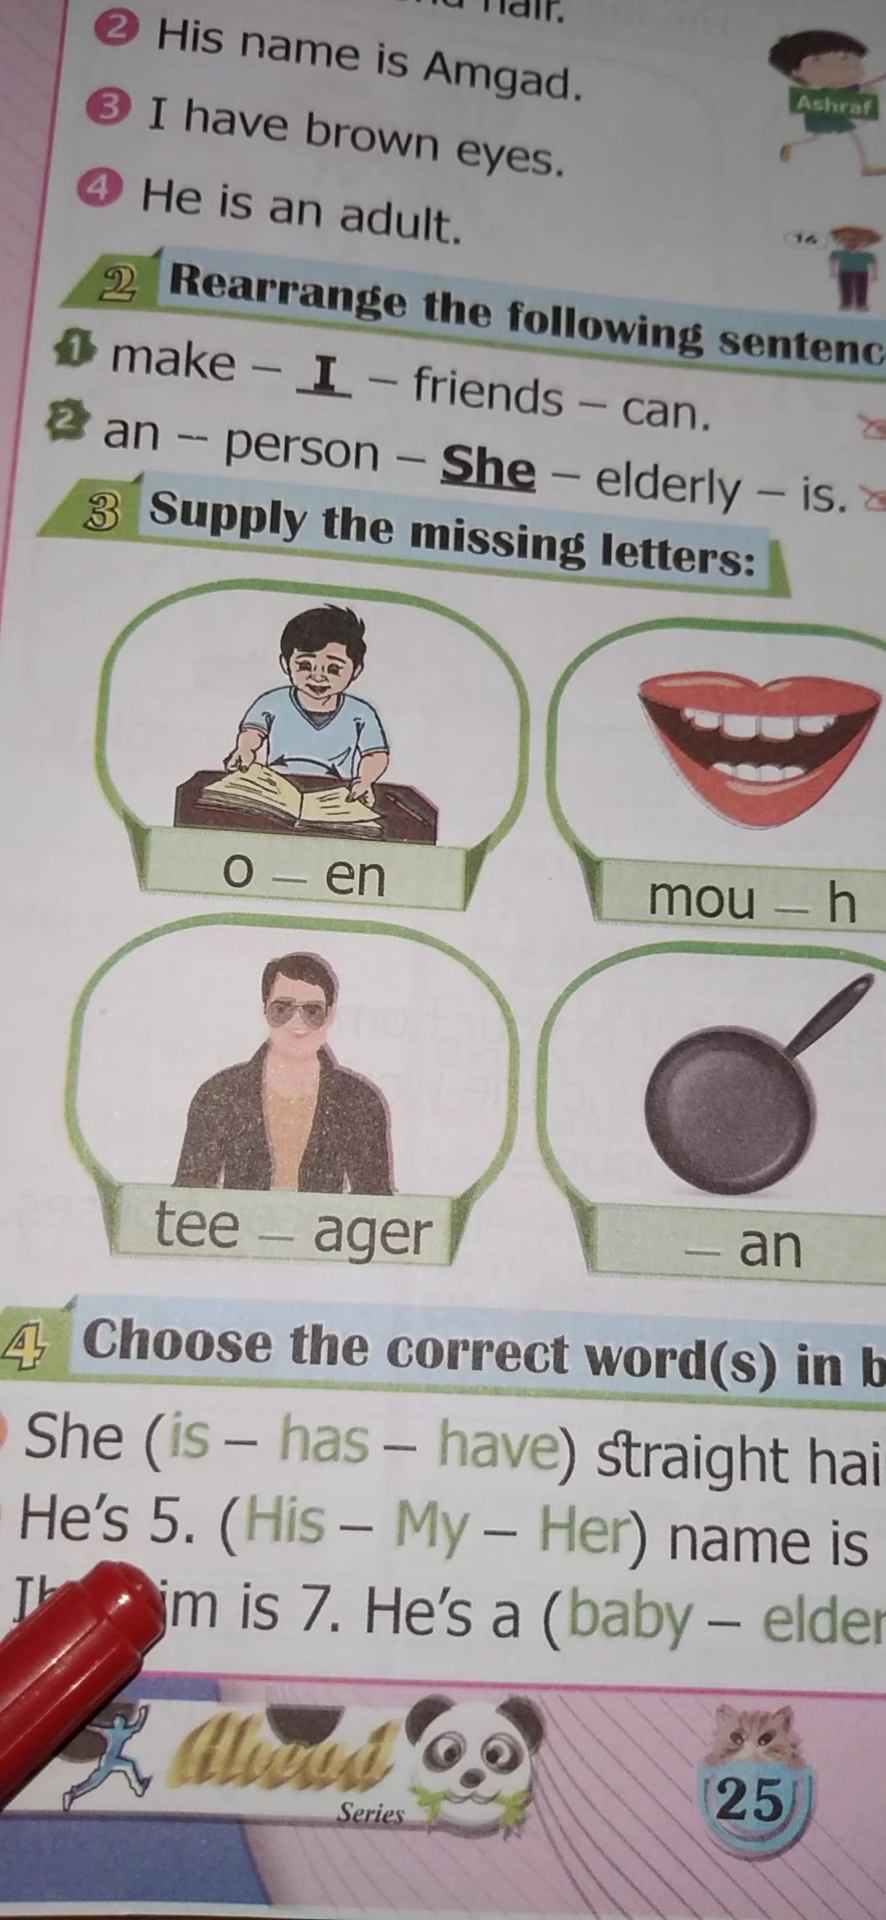 hair.
2 His name is Amgad.
Ashraf
3 I have brown eyes.
4 He is an adult.
16
2 Rearrange the following sentenc
1 make – I – friends – can.
2 an – person – She – elderly – is.
3 Supply the missing letters:
o _ en
mou _ h
tee _ ager
_ an
4 Choose the correct word(s) in b
She (is – has – have) straight hai
He's 5. (His – My – Her) name is
im is 7. He's a (baby – elder
Ahead
Series
25